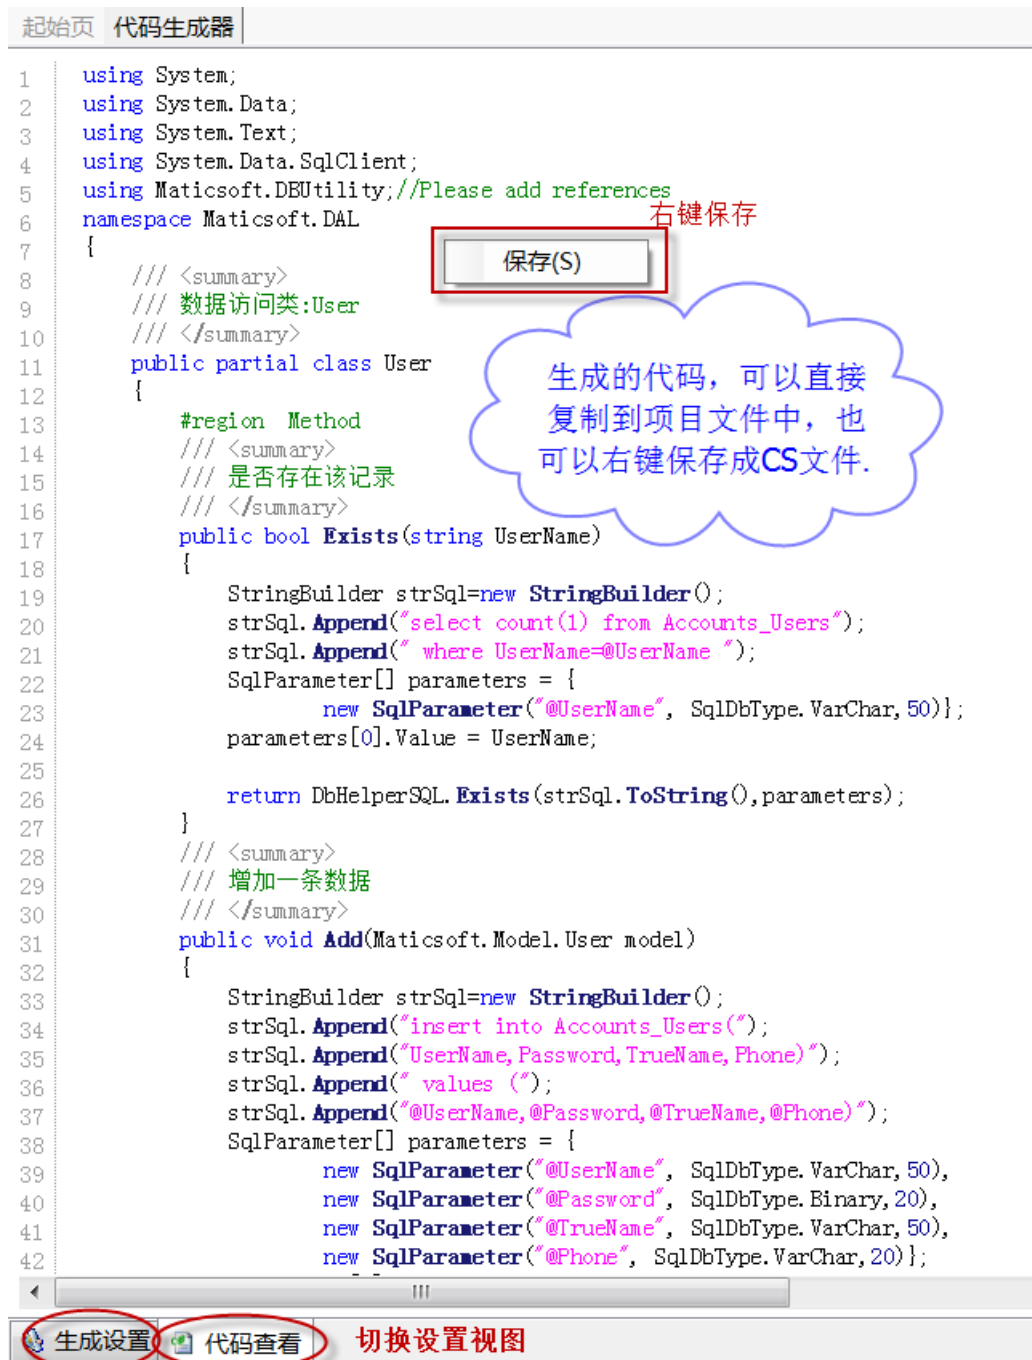 起始页 代码生成器
1 using System;
2 using System.Data;
3 using System.Text;
4 using System.Data.SqlClient;
5 using Maticsoft.DBUtility;//Please add references
6 namespace Maticsoft.DAL
右键保存
7 {
保存(S)
8 /// <summary>
9 /// 数据访问类:User
10 /// </summary>
11 public partial class User
12 {
生成的代码，可以直接
复制到项目文件中，也
可以右键保存成CS文件.
13 #region Method
14 /// <summary>
15 /// 是否存在该记录
16 /// </summary>
17 public bool Exists(string UserName)
18 {
19 StringBuilder strSql=new StringBuilder();
20 strSql.Append("select count(1) from Accounts_Users");
21 strSql.Append(" where UserName=@UserName ");
22 SqlParameter[] parameters = {
23 new SqlParameter("@UserName", SqlDbType.VarChar,50)};
24 parameters[0].Value = UserName;
25
26 return DbHelperSQL.Exists(strSql.ToString(),parameters);
27 }
28 /// <summary>
29 /// 增加一条数据
30 /// </summary>
31 public void Add(Maticsoft.Model.User model)
32 {
33 StringBuilder strSql=new StringBuilder();
34 strSql.Append("insert into Accounts_Users(");
35 strSql.Append("UserName,Password,TrueName,Phone)");
36 strSql.Append(" values (");
37 strSql.Append("@UserName,@Password,@TrueName,@Phone)");
38 SqlParameter[] parameters = {
39 new SqlParameter("@UserName", SqlDbType.VarChar,50),
40 new SqlParameter("@Password", SqlDbType.Binary,20),
41 new SqlParameter("@TrueName", SqlDbType.VarChar,50),
42 new SqlParameter("@Phone", SqlDbType.VarChar,20)};
生成设置 代码查看 切换设置视图